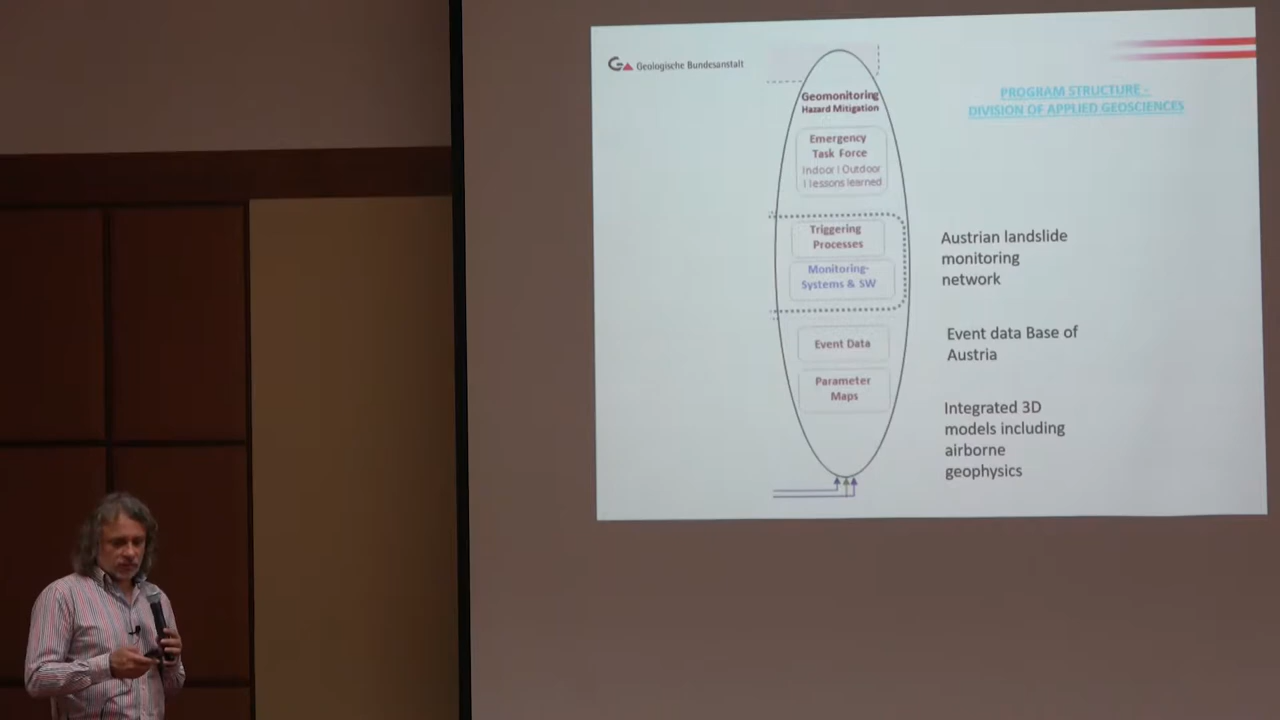 Geologische Bundesanstalt
PROGRAM STRUCTURE -
DIVISION OF APPLIED GEOSCIENCES
Geomonitoring
Hazard Mitigation
Emergency
Task Force
Indoor I Outdoor
I lessons learned
Triggering
Processes
Monitoring-
Systems & SW
Event Data
Parameter
Maps
Austrian landslide
monitoring
network
Event data Base of
Austria
Integrated 3D
models including
airborne
geophysics